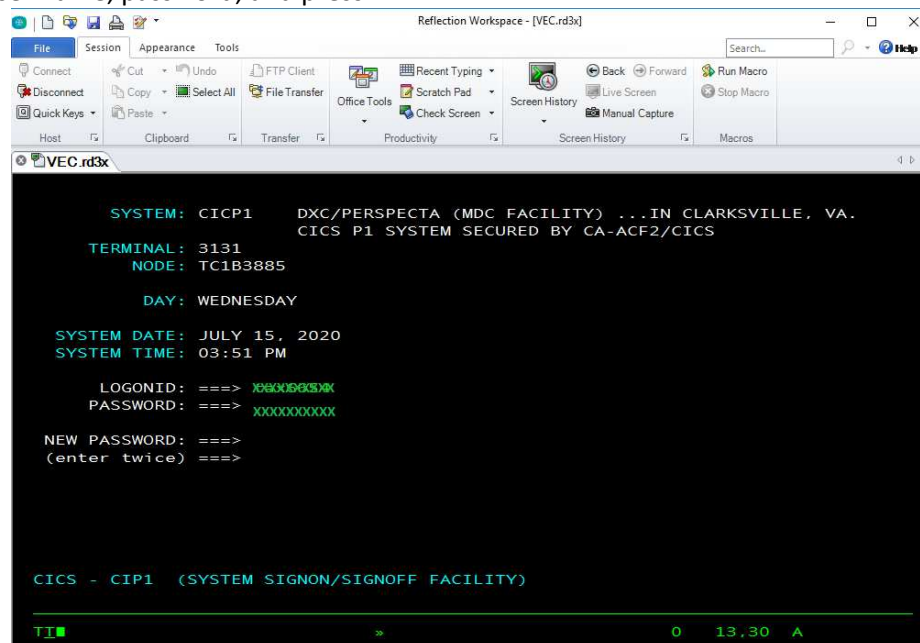 Reflection Workspace - [VEC.rd3x]
File Session Appearance Tools Search... Help
Connect Cut Undo FTP Client Recent Typing Back Forward Run Macro
Disconnect Copy Select All File Transfer Office Tools Scratch Pad Screen History Live Screen Stop Macro
Quick Keys Paste Check Screen Manual Capture
Host Clipboard Transfer Productivity Screen History Macros
VEC.rd3x
SYSTEM: CICP1 DXC/PERSPECTA (MDC FACILITY) ...IN CLARKSVILLE, VA.
CICS P1 SYSTEM SECURED BY CA-ACF2/CICS
TERMINAL: 3131
NODE: TC1B3885
DAY: WEDNESDAY
SYSTEM DATE: JULY 15, 2020
SYSTEM TIME: 03:51 PM
LOGONID: ===>
PASSWORD: ===> XXXXXXXXXX
NEW PASSWORD: ===>
(enter twice) ===>
CICS - CIP1 (SYSTEM SIGNON/SIGNOFF FACILITY)
TI » 0 13,30 A